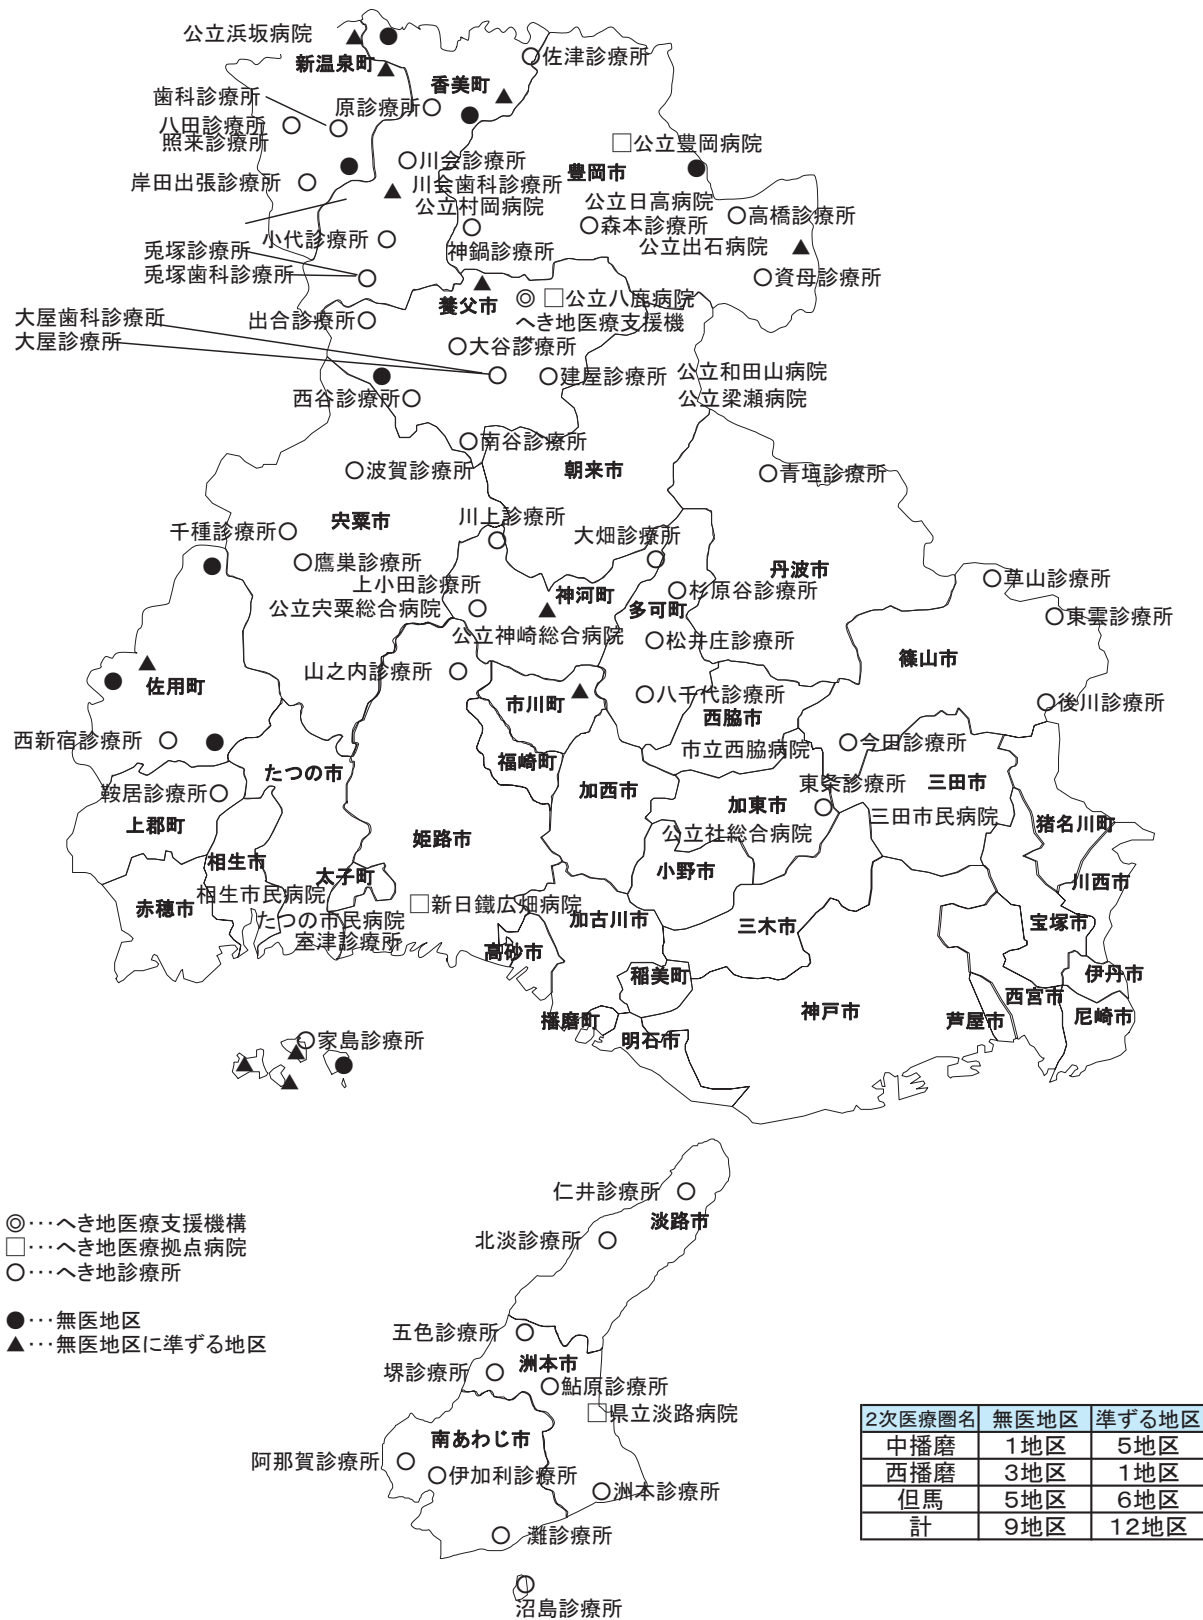 公立浜坂病院
新温泉町
佐津診療所
香美町
歯科診療所
原診療所
八田診療所
照来診療所
公立豊岡病院
川会診療所
豊岡市
岸田出張診療所
川会歯科診療所
公立村岡病院
公立日高病院
高橋診療所
森本診療所
小代診療所
公立出石病院
兎塚診療所
神鍋診療所
兎塚歯科診療所
資母診療所
養父市
◎ □公立八鹿病院
へき地医療支援機
大屋歯科診療所
出合診療所
大屋診療所
大谷診療所
建屋診療所
公立和田山病院
西谷診療所
公立梁瀬病院
南谷診療所
波賀診療所
朝来市
青垣診療所
川上診療所
宍粟市
千種診療所
大畑診療所
鷹巣診療所
丹波市
上小田診療所
草山診療所
神河町
杉原谷診療所
公立宍粟総合病院
多可町
東雲診療所
公立神崎総合病院
松井庄診療所
篠山市
山之内診療所
佐用町
市川町
八千代診療所
後川診療所
西脇市
西新宿診療所
市立西脇病院
今田診療所
福崎町
たつの市
東条診療所
三田市
加西市
鞍居診療所
加東市
三田市民病院
上郡町
猪名川町
姫路市
公立社総合病院
相生市
太子町
小野市
川西市
相生市民病院
赤穂市
新日鐵広畑病院
たつの市民病院
加古川市
三木市
宝塚市
室津診療所
高砂市
稲美町
伊丹市
西宮市
神戸市
播磨町
芦屋市
尼崎市
家島診療所
明石市
仁井診療所
淡路市
◎･･･へき地医療支援機構
北淡診療所
□･･･へき地医療拠点病院
○･･･へき地診療所
●･･･無医地区
▲･･･無医地区に準ずる地区
五色診療所
洲本市
堺診療所
鮎原診療所
県立淡路病院
南あわじ市
阿那賀診療所
伊加利診療所
洲本診療所
灘診療所
沼島診療所
2次医療圏名 無医地区 準ずる地区
中播磨 1地区 5地区
西播磨 3地区 1地区
但馬 5地区 6地区
計 9地区 12地区